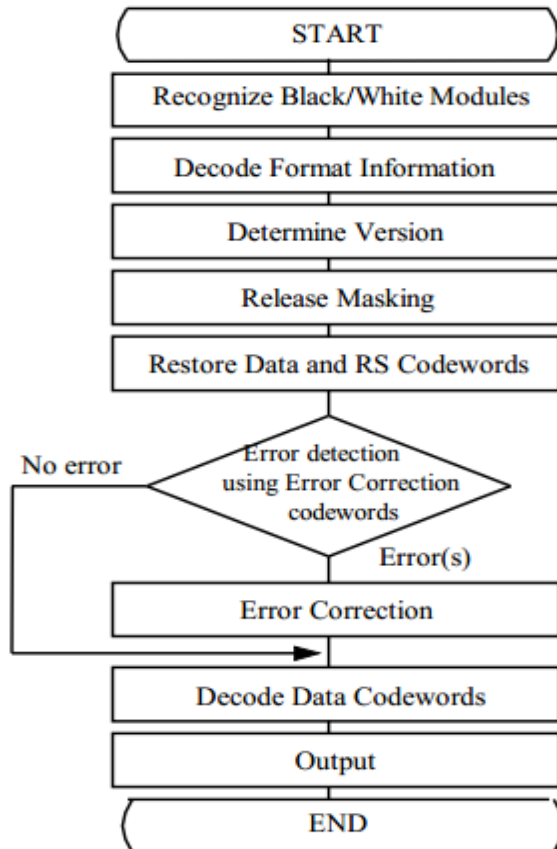 START
Recognize Black/White Modules
Decode Format Information
Determine Version
Release Masking
Restore Data and RS Codewords
No error
Error detection
using Error Correction
codewords
Error(s)
Error Correction
Decode Data Codewords
Output
END